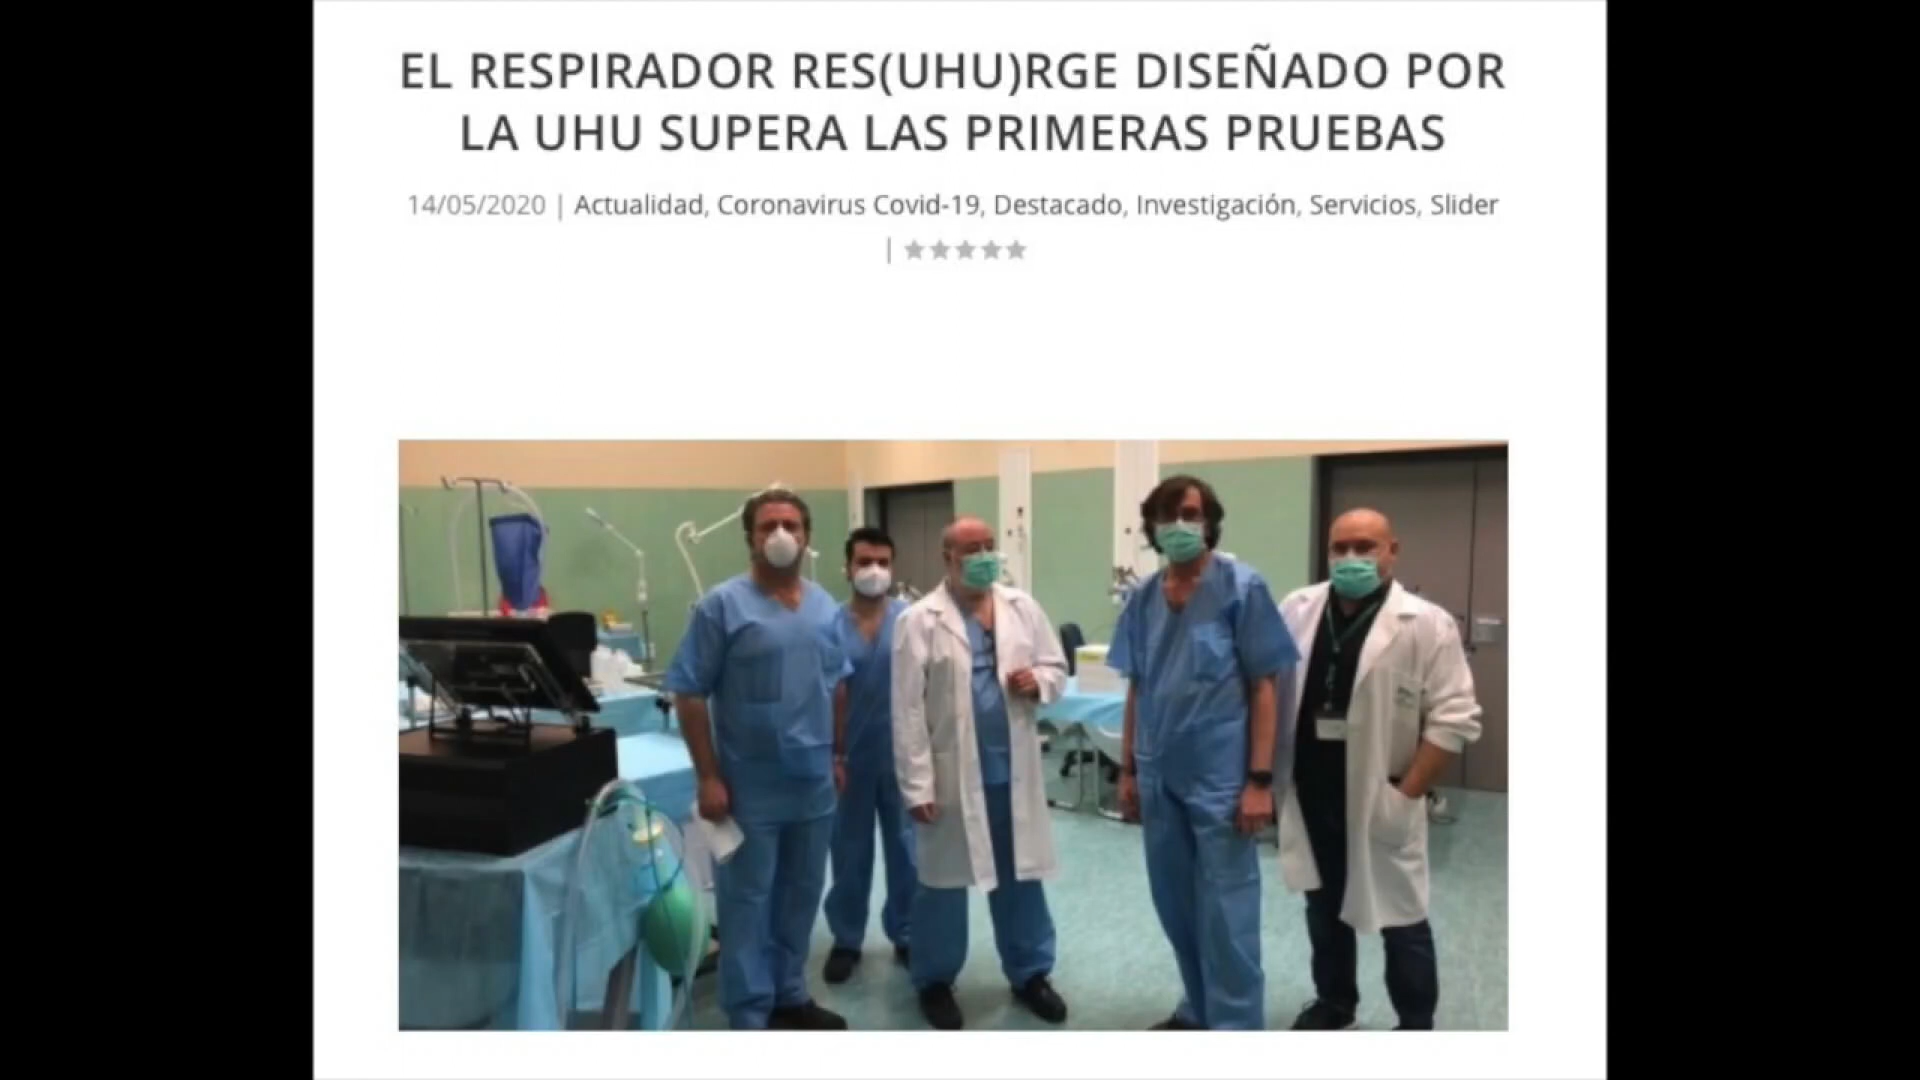 EL RESPIRADOR RES(UHU)RGE DISEÑADO POR
LA UHU SUPERA LAS PRIMERAS PRUEBAS
14/05/2020 | Actualidad, Coronavirus Covid-19, Destacado, Investigación, Servicios, Slider
|